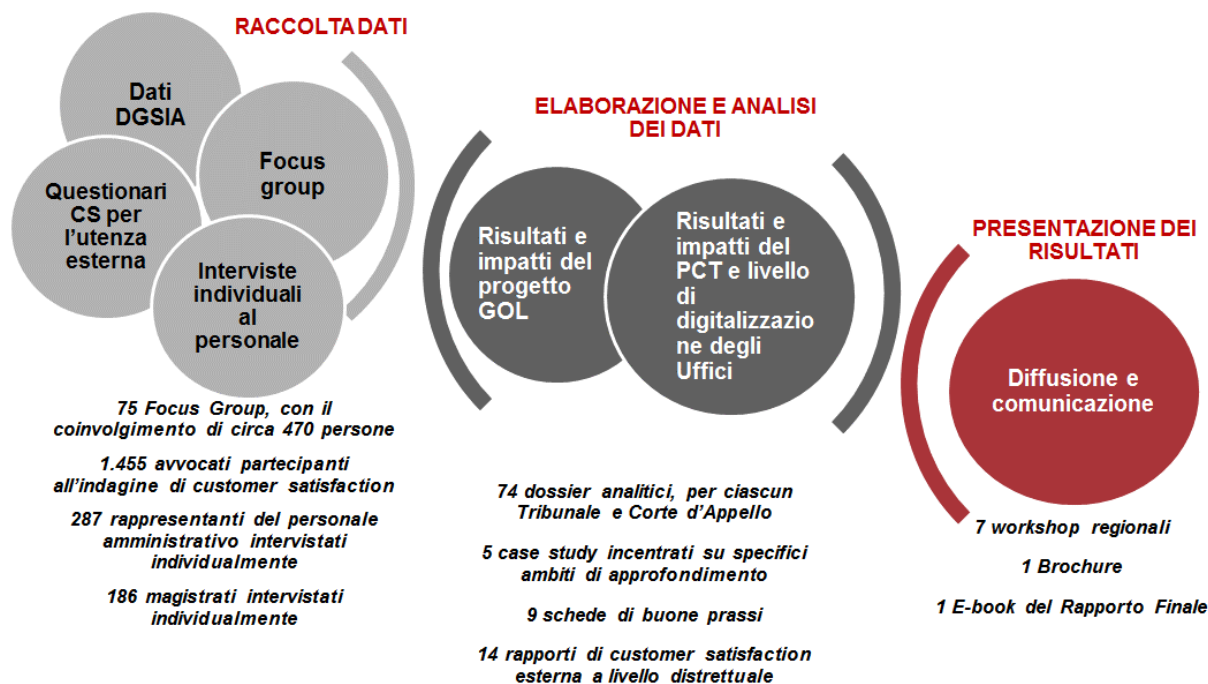 RACCOLTA DATI
Dati
DGSIA
Focus
group
Questionari
CS per
l'utenza
esterna
Interviste
individuali
al
personale
75 Focus Group, con il
coinvolgimento di circa 470 persone
1.455 avvocati partecipanti
all'indagine di customer satisfaction
287 rappresentanti del personale
amministrativo intervistati
individualmente
186 magistrati intervistati
individualmente
ELABORAZIONE E ANALISI
DEI DATI
Risultati e
impatti del
progetto
GOL
Risultati e
impatti del
PCT e livello
di
digitalizzazio
ne degli
Uffici
74 dossier analitici, per ciascun
Tribunale e Corte d'Appello
5 case study incentrati su specifici
ambiti di approfondimento
9 schede di buone prassi
14 rapporti di customer satisfaction
esterna a livello distrettuale
PRESENTAZIONE DEI
RISULTATI
Diffusione e
comunicazione
7 workshop regionali
1 Brochure
1 E-book del Rapporto Finale